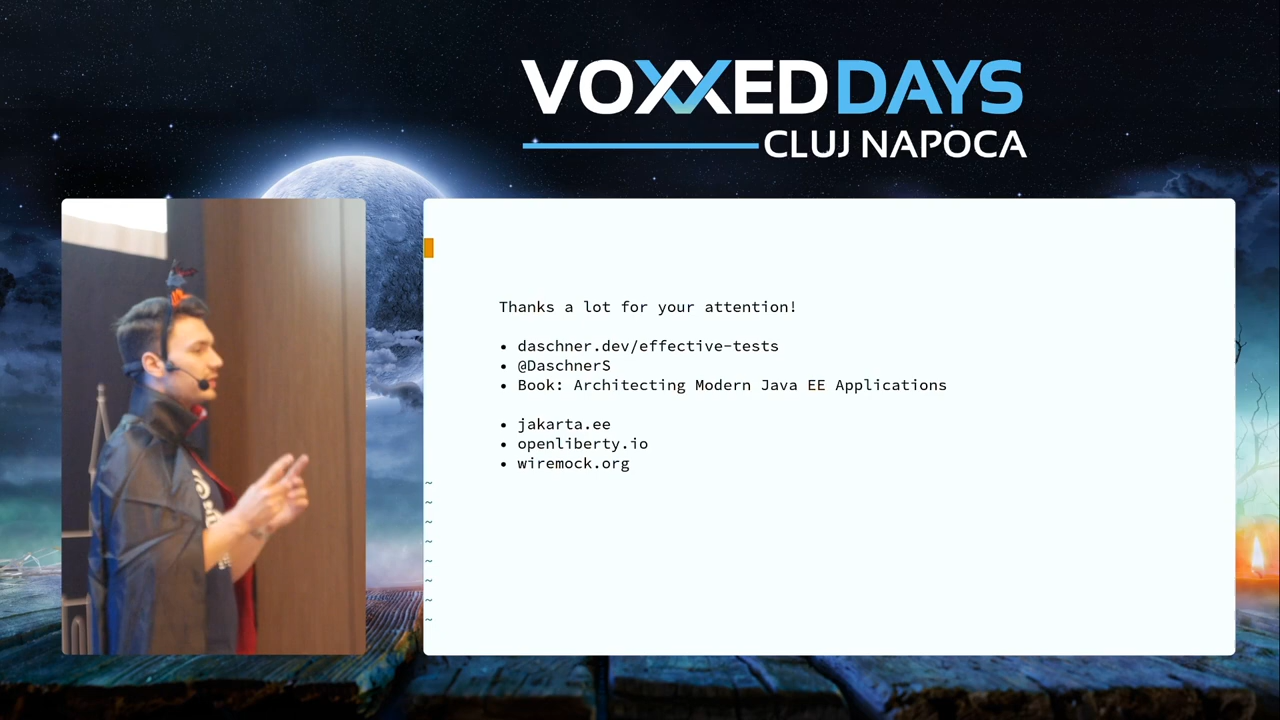 VOXXED DAYS
CLUJ NAPOCA
Thanks a lot for your attention!
• daschner.dev/effective-tests
• @DaschnerS
• Book: Architecting Modern Java EE Applications
• jakarta.ee
• openliberty.io
• wiremock.org
~
~
~
~
~
~
~
~